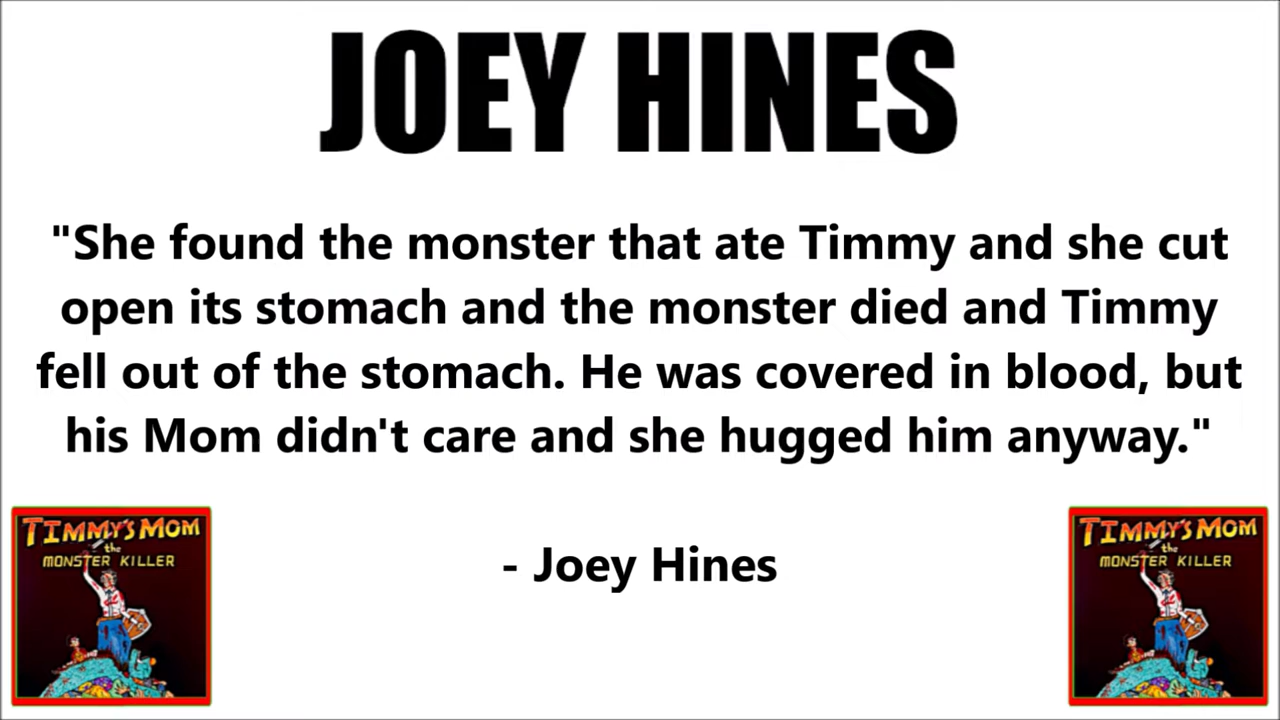 JOEY HINES
"She found the monster that ate Timmy and she cut
open its stomach and the monster died and Timmy
fell out of the stomach. He was covered in blood, but
his Mom didn't care and she hugged him anyway."
- Joey Hines
TIMMY'S MOM
the
MONSTER KILLER
TIMMY'S MOM
the
MONSTER KILLER